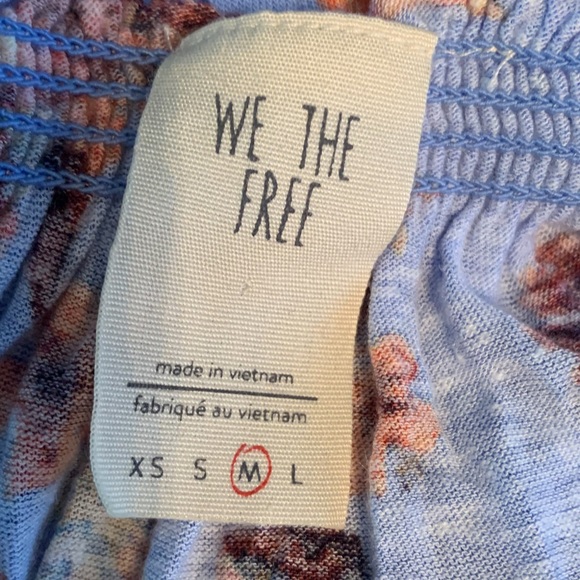 WE THE
FREE
made in vietnam
fabriqué au vietnam
XS S M L